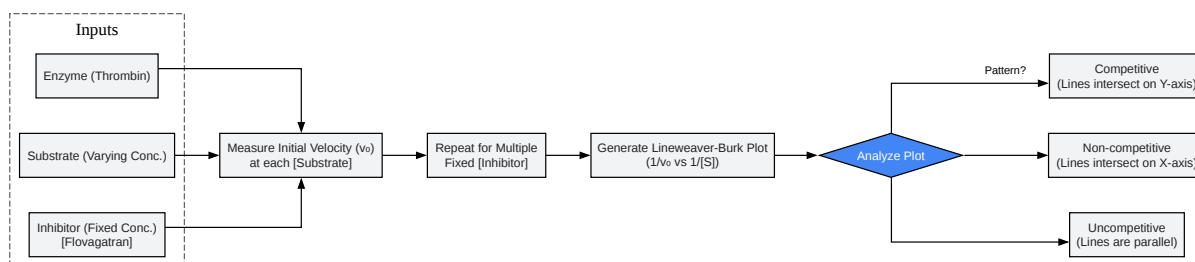 Inputs
Enzyme (Thrombin)
Substrate (Varying Conc.)
Inhibitor (Fixed Conc.)
[Flovagatran]
Measure Initial Velocity (v₀)
at each [Substrate]
Repeat for Multiple
Fixed [Inhibitor]
Generate Lineweaver-Burk Plot
(1/v₀ vs 1/[S])
Analyze Plot
Pattern?
Competitive
(Lines intersect on Y-axis)
Non-competitive
(Lines intersect on X-axis)
Uncompetitive
(Lines are parallel)